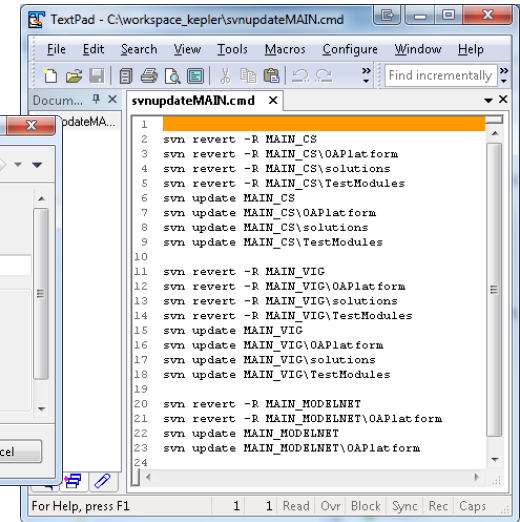 TextPad - C:\workspace_kepler\svnupdateMAIN.cmd
File Edit Search View Tools Macros Configure Window Help
Find incrementally
Docum...
svnupdateMAIN.cmd
pdateMA...
1
2 svn revert -R MAIN_CS
3 svn revert -R MAIN_CS\OAPlatform
4 svn revert -R MAIN_CS\solutions
5 svn revert -R MAIN_CS\TestModules
6 svn update MAIN_CS
7 svn update MAIN_CS\OAPlatform
8 svn update MAIN_CS\solutions
9 svn update MAIN_CS\TestModules
10
11 svn revert -R MAIN_VIG
12 svn revert -R MAIN_VIG\OAPlatform
13 svn revert -R MAIN_VIG\solutions
14 svn revert -R MAIN_VIG\TestModules
15 svn update MAIN_VIG
16 svn update MAIN_VIG\OAPlatform
17 svn update MAIN_VIG\solutions
18 svn update MAIN_VIG\TestModules
19
20 svn revert -R MAIN_MODELNET
21 svn revert -R MAIN_MODELNET\OAPlatform
22 svn update MAIN_MODELNET
23 svn update MAIN_MODELNET\OAPlatform
24
cel
For Help, press F1 1 1 Read Ovr Block Sync Rec Caps